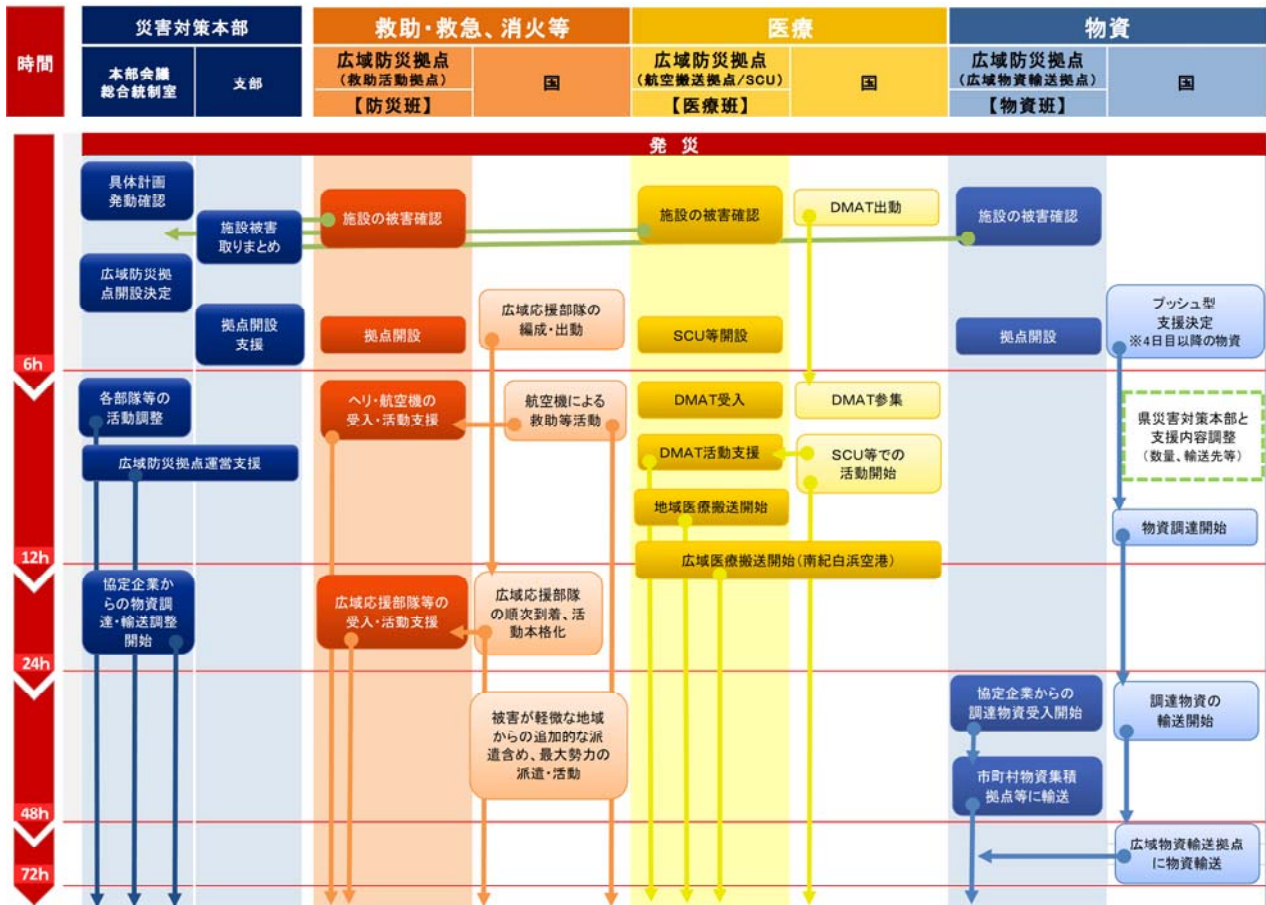 時間
災害対策本部
本部会議
総合統制室
支部
救助・救急、消火等
広域防災拠点
(救助活動拠点)
【防災班】
国
医療
広域防災拠点
(航空搬送拠点/SCU)
【医療班】
国
物資
広域防災拠点
(広域物資輸送拠点)
【物資班】
国
発 災
具体計画
発動確認
施設被害
取りまとめ
施設の被害確認
施設の被害確認
DMAT出動
施設の被害確認
広域防災拠
点開設決定
拠点開設
支援
拠点開設
広域応援部隊の
編成・出動
SCU等開設
拠点開設
プッシュ型
支援決定
※4日目以降の物資
6h
各部隊等の
活動調整
ヘリ・航空機の
受入・活動支援
航空機による
救助等活動
DMAT受入
DMAT参集
県災害対策本部と
支援内容調整
(数量、輸送先等)
広域防災拠点運営支援
DMAT活動支援
SCU等での
活動開始
地域医療搬送開始
物資調達開始
12h
広域医療搬送開始(南紀白浜空港)
協定企業か
らの物資調
達・輸送調整
開始
広域応援部隊等の
受入・活動支援
広域応援部隊
の順次到着、活
動本格化
24h
被害が軽微な地域
からの追加的な派
遣含め、最大勢力の
派遣・活動
協定企業からの
調達物資受入開始
調達物資の
輸送開始
市町村物資集積
拠点等に輸送
48h
広域物資輸送拠点
に物資輸送
72h